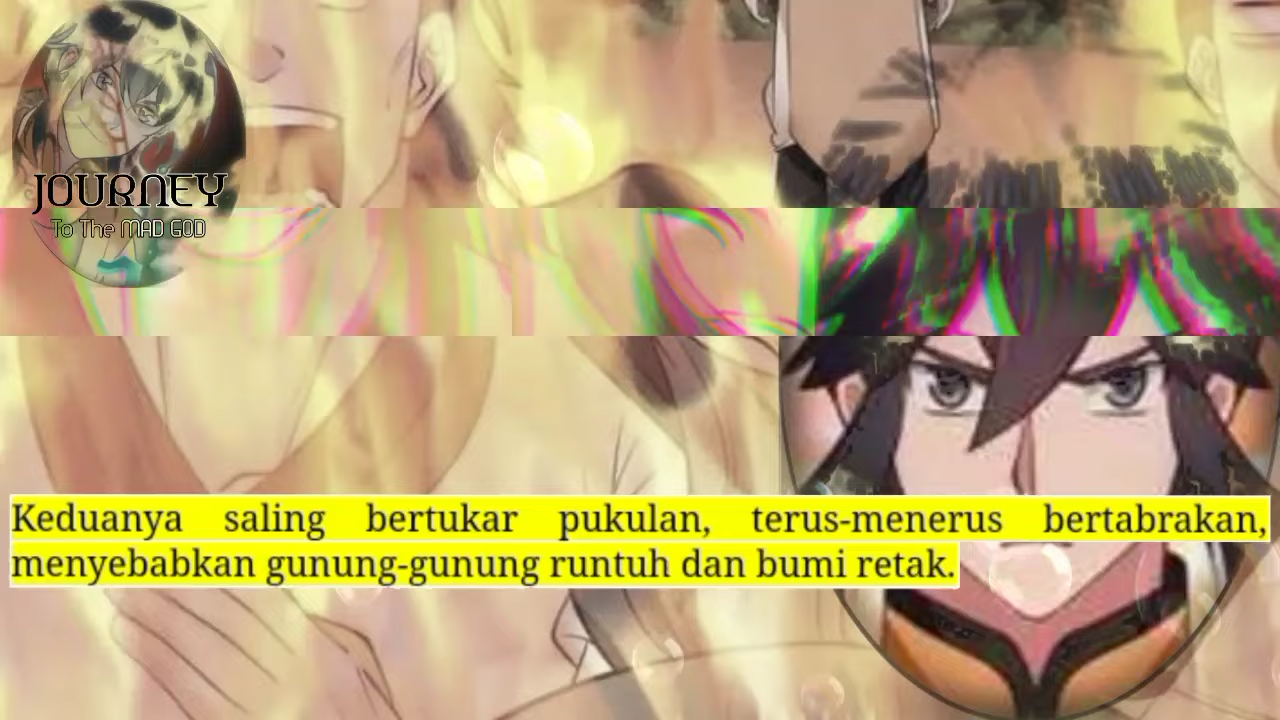 JOURNEY
To The MAD GOD
Keduanya saling bertukar pukulan, terus-menerus bertabrakan,
menyebabkan gunung-gunung runtuh dan bumi retak.